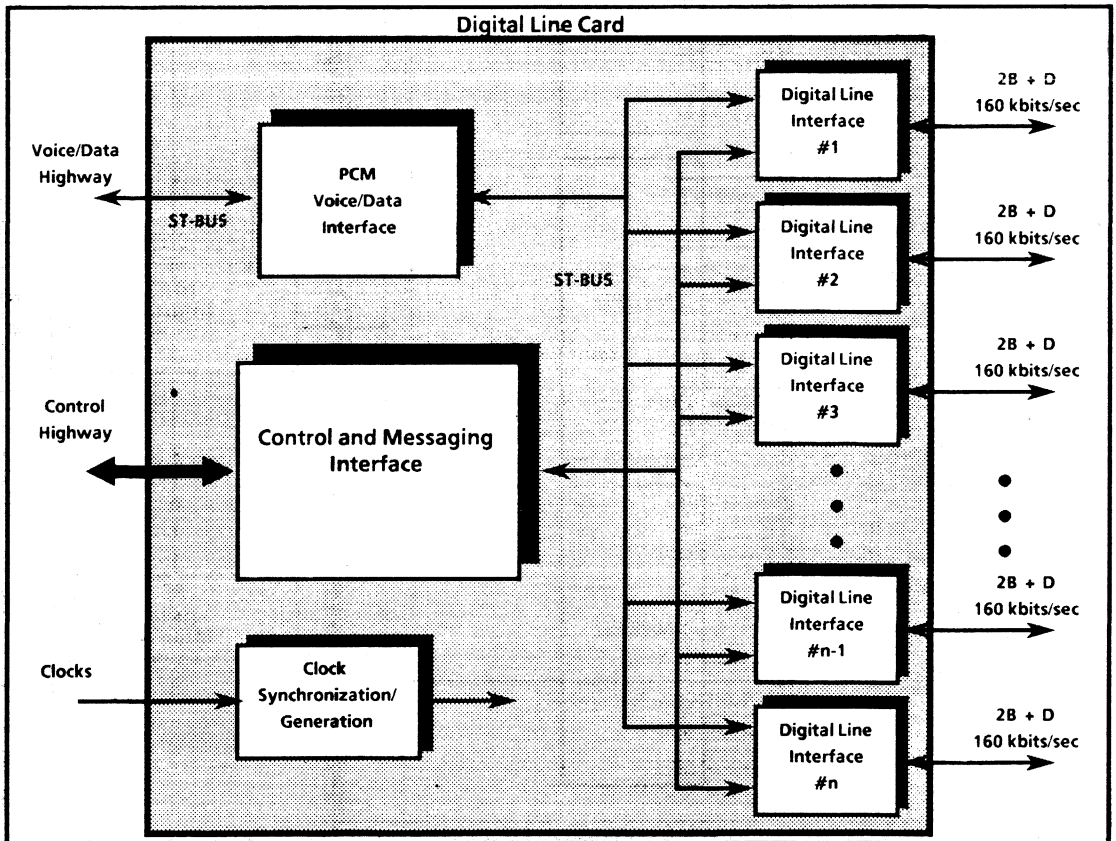 Digital Line Card
Voice/Data
Highway
ST-BUS
PCM
Voice/Data
Interface
ST-BUS
Control
Highway
Control and Messaging
Interface
Clocks
Clock
Synchronization/
Generation
Digital Line
Interface
#1
2B + D
160 kbits/sec
Digital Line
Interface
#2
2B + D
160 kbits/sec
Digital Line
Interface
#3
2B + D
160 kbits/sec
Digital Line
Interface
#n-1
2B + D
160 kbits/sec
Digital Line
Interface
#n
2B + D
160 kbits/sec